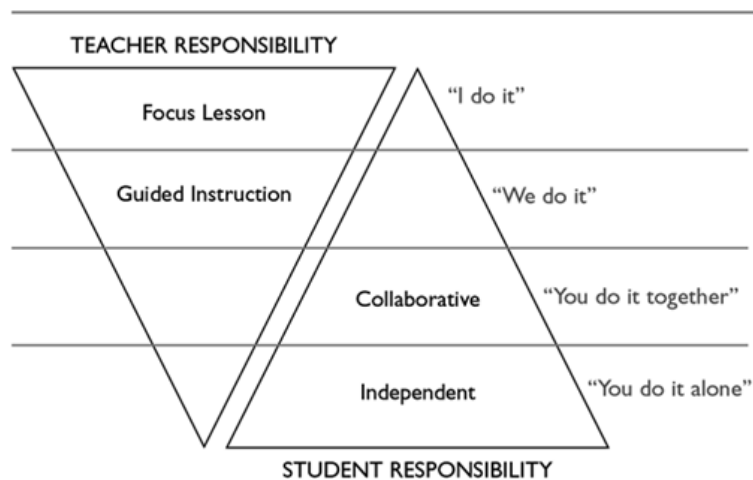 TEACHER RESPONSIBILITY
Focus Lesson
“I do it”
Guided Instruction
“We do it”
Collaborative
“You do it together”
Independent
“You do it alone”
STUDENT RESPONSIBILITY